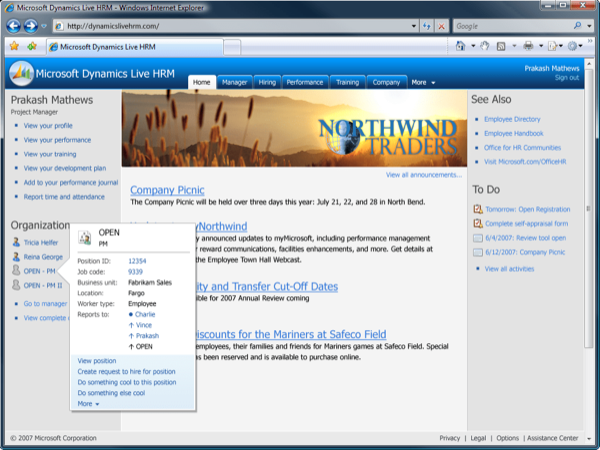 Microsoft Dynamics Live HRM - Windows Internet Explorer
http://dynamicslivehrm.com/
Google
Microsoft Dynamics Live HRM
Microsoft Dynamics Live HRM
Prakash Mathews
Sign out
Home Manager Hiring Performance Training Company More
Prakash Mathews
Project Manager
View your profile
View your performance
View your training
View your development plan
Add to your performance journal
Report time and attendance
Organization
Tricia Helfer
Reina George
OPEN - PM
OPEN - PM II
Go to manager
View complete
OPEN
PM
Position ID: 12354
Job code: 9339
Business unit: Fabrikam Sales
Location: Fargo
Worker type: Employee
Reports to: Charlie
Vince
Prakash
OPEN
View position
Create request to hire for position
Do something cool to this position
Do something else cool
More
NORTHWIND
TRADERS
View all announcements...
Company Picnic
The Company Picnic will be held over three days this year: July 21, 22, and 28 in North Bend.
myNorthwind
announced updates to myMicrosoft, including performance management
reward communications, facilities enhancements, and more. Get details at
the Employee Town Hall Webcast.
ity and Transfer Cut-Off Dates
ible for 2007 Annual Review coming
iscounts for the Mariners at Safeco Field
employees, their families and friends for Mariners games at Safeco Field. Special
s been reserved and is available to purchase online.
See Also
Employee Directory
Employee Handbook
Office for HR Communities
Visit Microsoft.com/OfficeHR
To Do
Tomorrow: Open Registration
Complete self-appraisal form
6/4/2007: Review tool open
6/12/2007: Company Picnic
View all activities
© 2007 Microsoft Corporation
Privacy | Legal | Options | Assistance Center